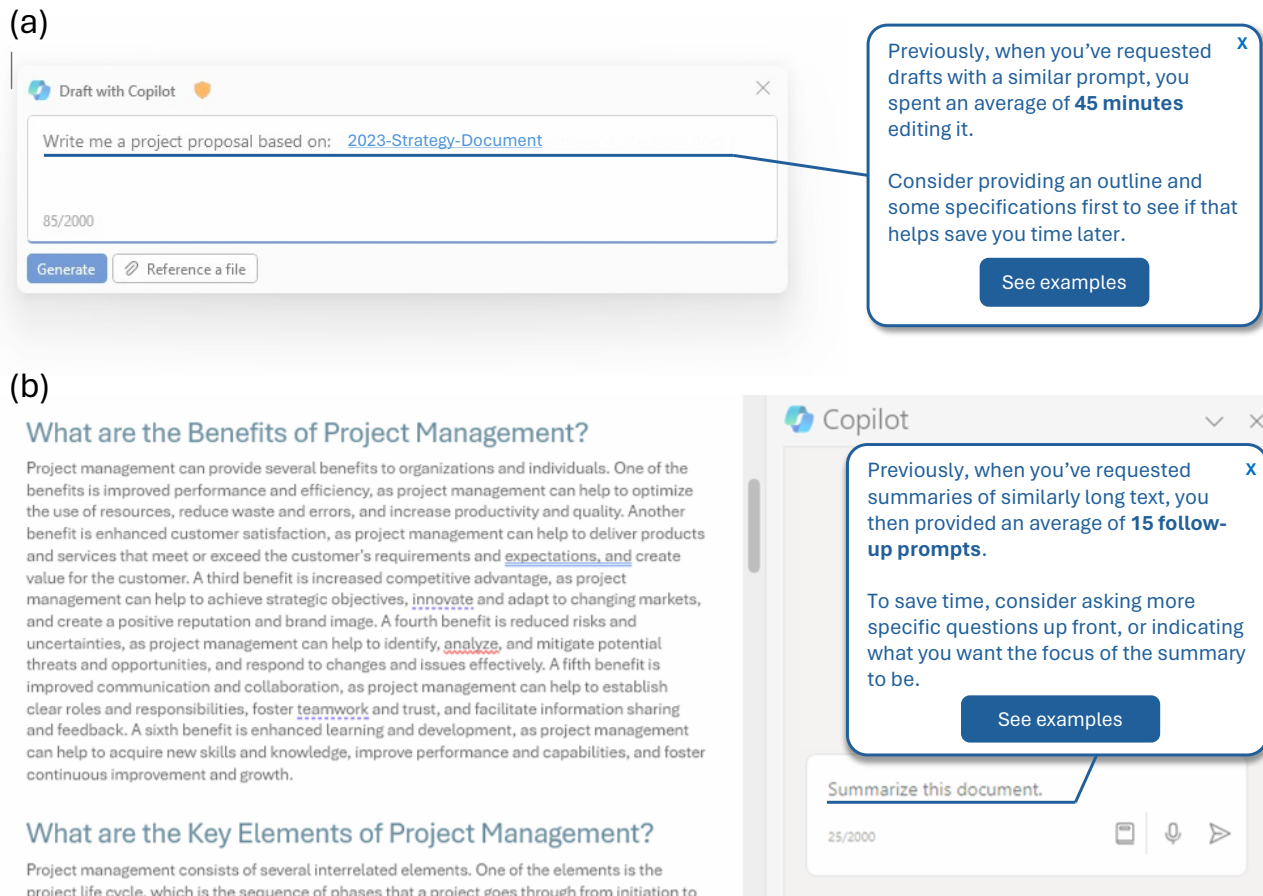 (a)
Draft with Copilot
Write me a project proposal based on: 2023-Strategy-Document
85/2000
Generate
Reference a file
Previously, when you've requested
drafts with a similar prompt, you
spent an average of 45 minutes
editing it.
Consider providing an outline and
some specifications first to see if that
helps save you time later.
See examples
X
(b)
What are the Benefits of Project Management?
Project management can provide several benefits to organizations and individuals. One of the
benefits is improved performance and efficiency, as project management can help to optimize
the use of resources, reduce waste and errors, and increase productivity and quality. Another
benefit is enhanced customer satisfaction, as project management can help to deliver products
and services that meet or exceed the customer's requirements and expectations, and create
value for the customer. A third benefit is increased competitive advantage, as project
management can help to achieve strategic objectives, innovate and adapt to changing markets,
and create a positive reputation and brand image. A fourth benefit is reduced risks and
uncertainties, as project management can help to identify, analyze, and mitigate potential
threats and opportunities, and respond to changes and issues effectively. A fifth benefit is
improved communication and collaboration, as project management can help to establish
clear roles and responsibilities, foster teamwork and trust, and facilitate information sharing
and feedback. A sixth benefit is enhanced learning and development, as project management
can help to acquire new skills and knowledge, improve performance and capabilities, and foster
continuous improvement and growth.
What are the Key Elements of Project Management?
Project management consists of several interrelated elements. One of the elements is the
project life cycle, which is the sequence of phases that a project goes through from initiation to
Copilot
Previously, when you've requested
summaries of similarly long text, you
then provided an average of 15 follow-
up prompts.
To save time, consider asking more
specific questions up front, or indicating
what you want the focus of the summary
to be.
See examples
X
Summarize this document.
25/2000